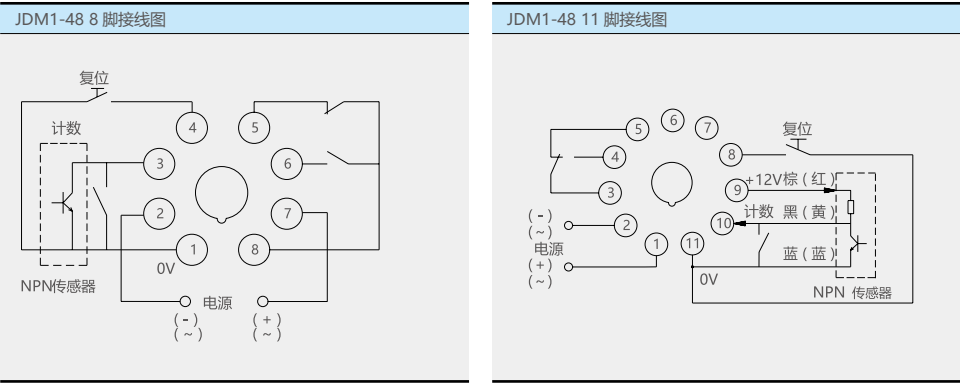 JDM1-48 8 脚接线图
复位
计数
4
5
3
6
2
7
1
8
0V
NPN传感器
电源
( - )
( ~ )
( + )
( ~ )
JDM1-48 11 脚接线图
6
5
7
复位
4
8
+12V棕 ( 红 )
3
9
计数 黑 ( 黄 )
( - )
( ~ )
2
10
电源
1
11
蓝 ( 蓝 )
( + )
( ~ )
0V
NPN 传感器